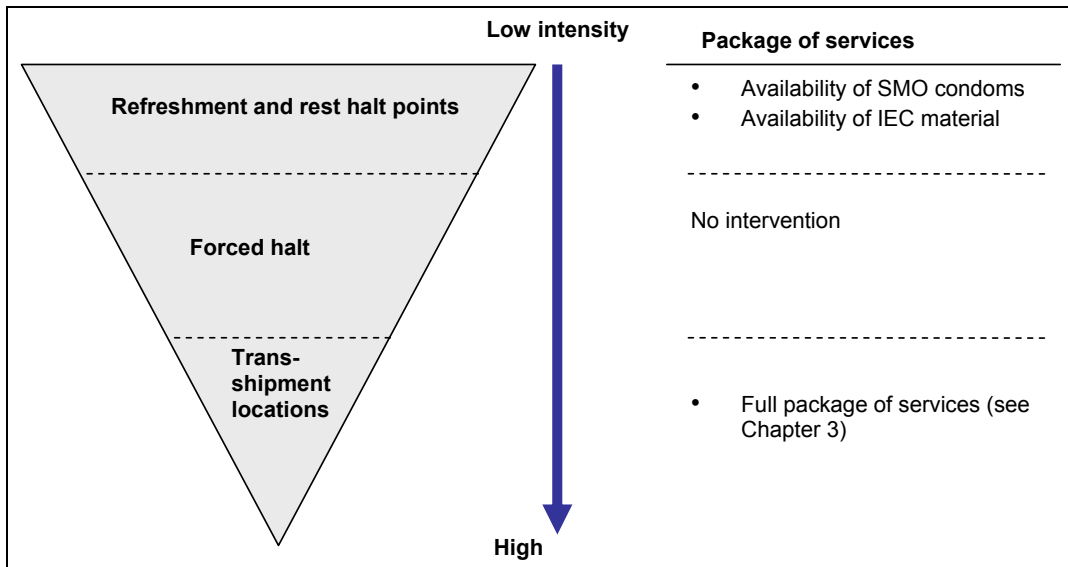 Low intensity
Package of services
Refreshment and rest halt points
• Availability of SMO condoms
• Availability of IEC material
Forced halt
No intervention
Trans-
shipment
locations
• Full package of services (see
Chapter 3)
High